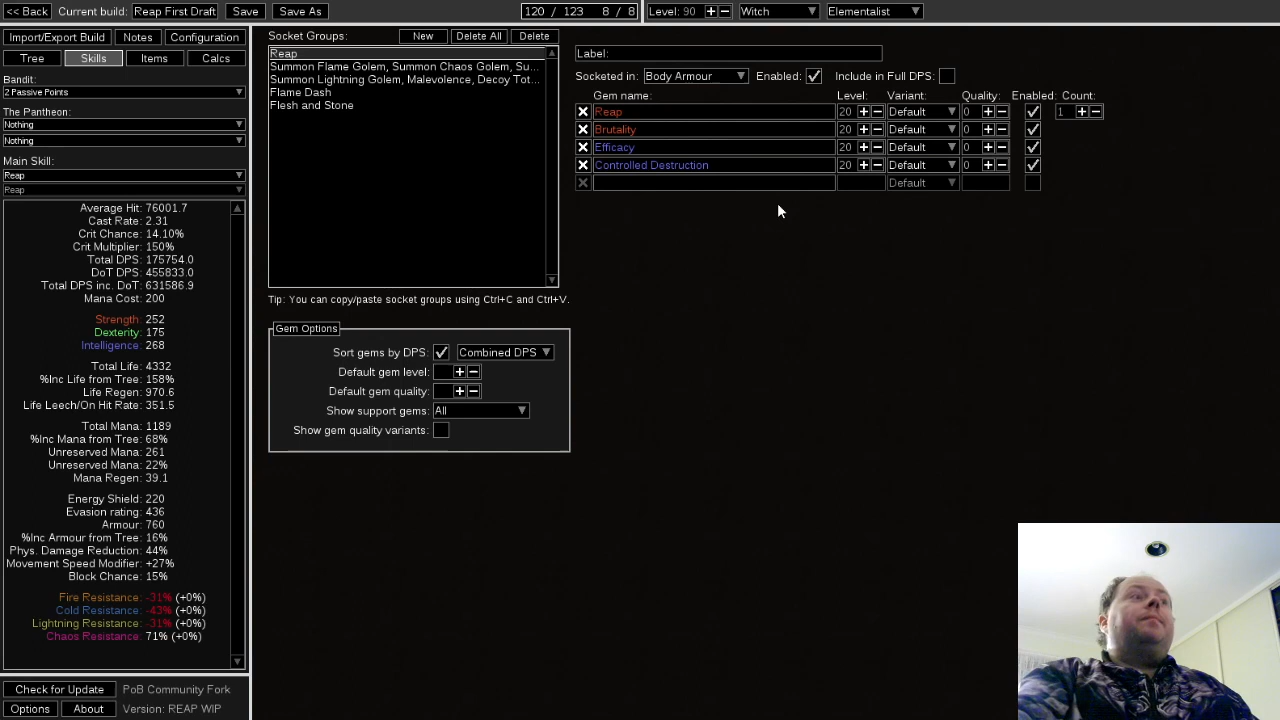 << Back Current build: Reap First Draft Save Save As 120 / 123 8 / 8 Level: 90 + − Witch Elementalist
Import/Export Build Notes Configuration
Tree Skills Items Calcs
Bandit:
2 Passive Points
The Pantheon:
Nothing
Nothing
Main Skill:
Reap
Reap
Average Hit: 76001.7
Cast Rate: 2.31
Crit Chance: 14.10%
Crit Multiplier: 150%
Total DPS: 175754.0
DoT DPS: 455833.0
Total DPS inc. DoT: 631586.9
Mana Cost: 200
Strength: 252
Dexterity: 175
Intelligence: 268
Total Life: 4332
%Inc Life from Tree: 158%
Life Regen: 970.6
Life Leech/On Hit Rate: 351.5
Total Mana: 1189
%Inc Mana from Tree: 68%
Unreserved Mana: 261
Unreserved Mana: 22%
Mana Regen: 39.1
Energy Shield: 220
Evasion rating: 436
Armour: 760
%Inc Armour from Tree: 16%
Phys. Damage Reduction: 44%
Movement Speed Modifier: +27%
Block Chance: 15%
Fire Resistance: -31% (+0%)
Cold Resistance: -43% (+0%)
Lightning Resistance: -31% (+0%)
Chaos Resistance: 71% (+0%)
Check for Update PoB Community Fork
Options About Version: REAP WIP
Socket Groups: New Delete All Delete
Reap
Summon Flame Golem, Summon Chaos Golem, Su...
Summon Lightning Golem, Malevolence, Decoy Tot...
Flame Dash
Flesh and Stone
Tip: You can copy/paste socket groups using Ctrl+C and Ctrl+V.
Gem Options
Sort gems by DPS: Combined DPS
Default gem level: + −
Default gem quality: + −
Show support gems: All
Show gem quality variants:
Label:
Socketed in: Body Armour Enabled: Include in Full DPS:
Gem name: Level: Variant: Quality: Enabled: Count:
Reap 20 + − Default 0 + − 1 + −
Brutality 20 + − Default 0 + −
Efficacy 20 + − Default 0 + −
Controlled Destruction 20 + − Default 0 + −
Default